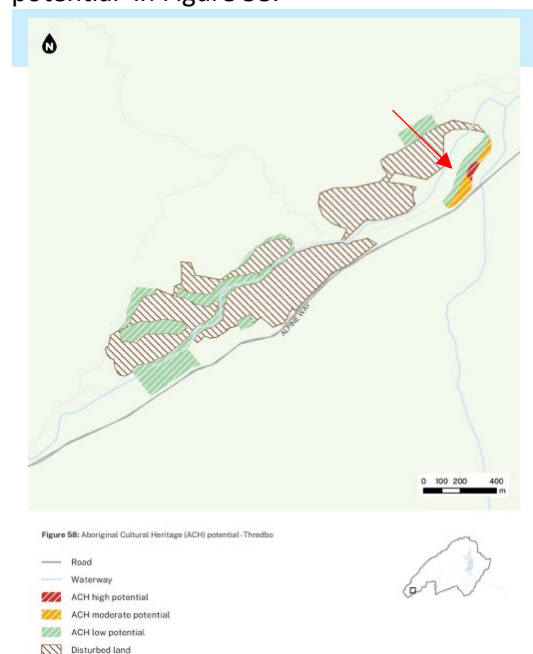 potential' in Figure 58.
N
ALPINE WAY
0 100 200 400
m
Figure 58: Aboriginal Cultural Heritage (ACH) potential - Thredbo
Road
Waterway
ACH high potential
ACH moderate potential
ACH low potential
Disturbed land